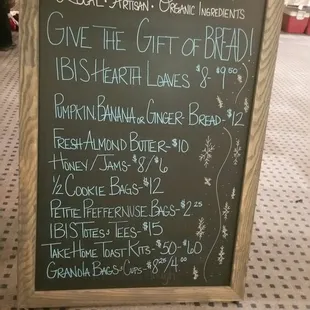 LOCAL · ARTISAN · ORGANIC INGREDIENTS
GIVE THE GIFT OF BREAD!
IBIS HEARTH LOAVES $8 - $9.50
PUMPKIN, BANANA & GINGER BREAD - $12
FRESH ALMOND BUTTER - $10
HONEY / JAMS - $8 / $6
1/2 COOKIE BAGS - $12
PETITE PFEFFERNUSE BAGS - $2.25
IBIS TOTES & TEES - $15
TAKE HOME TOAST KITS - $50 - $60
GRANOLA BAGS & CUPS - $8.25 / 4.00